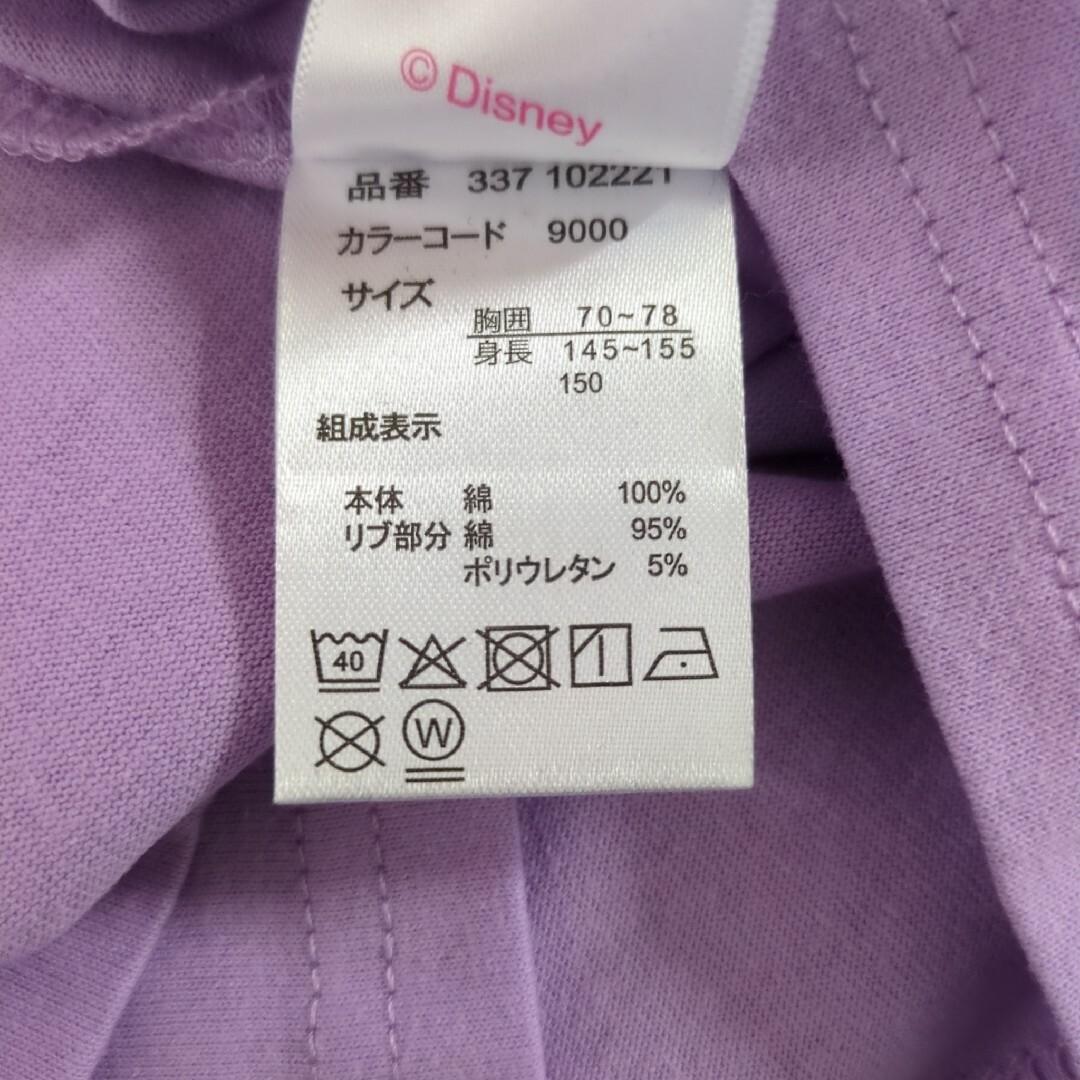 © Disney
品番 337 102221
カラーコード 9000
サイズ
胸囲 70~78
身長 145~155
150
組成表示
本体 綿 100%
リブ部分 綿 95%
ポリウレタン 5%
40
W